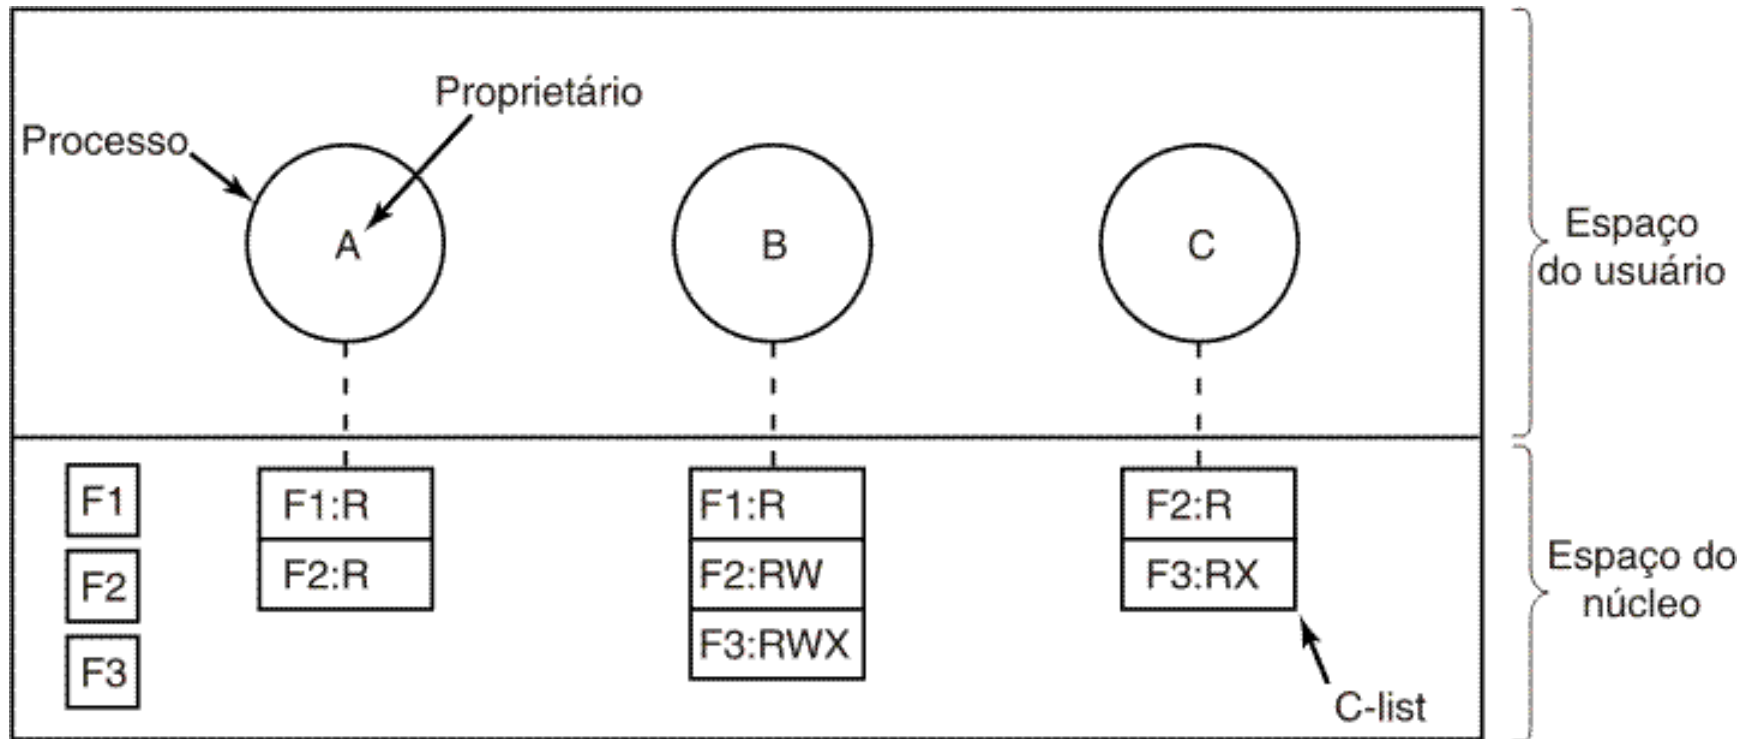 Proprietário
Processo
A
B
C
Espaço
do usuário
F1
F2
F3
F1:R
F2:R
F1:R
F2:RW
F3:RWX
F2:R
F3:RX
C-list
Espaço do
núcleo